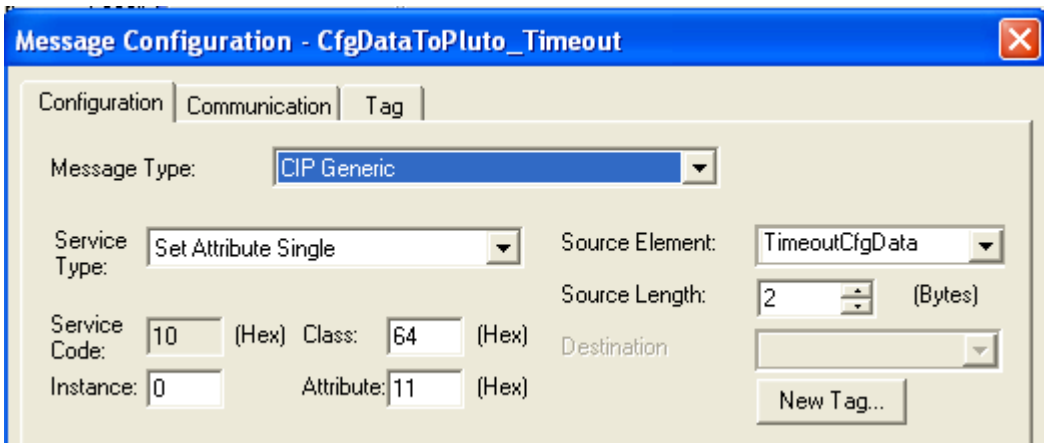 Message Configuration - CfgDataToPluto_Timeout
Configuration Communication Tag
Message Type: CIP Generic
Service Type: Set Attribute Single
Source Element: TimeoutCfgData
Source Length: 2 (Bytes)
Service Code: 10 (Hex) Class: 64 (Hex)
Destination
Instance: 0 Attribute: 11 (Hex)
New Tag...